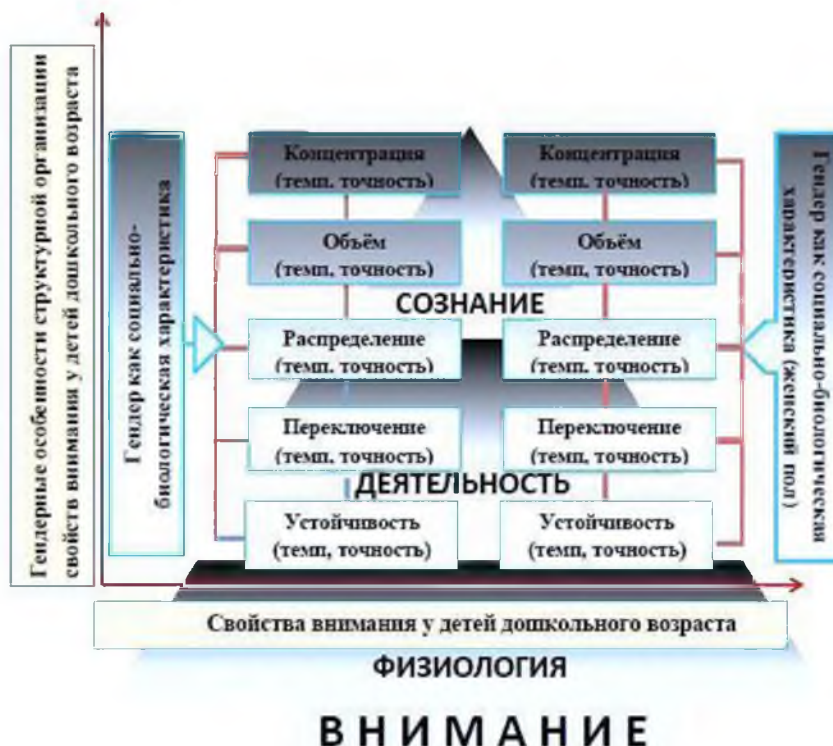 Гендерные особенности структурной организации
свойств внимания у детей дошкольного возраста
Гендер как социально-
биологическая характеристика
Концентрация
(темп, точность)
Объём
(темп, точность)
Распределение
(темп, точность)
Переключение
(темп, точность)
Устойчивость
(темп, точность)
Концентрация
(темп, точность)
Объём
(темп, точность)
Распределение
(темп, точность)
Переключение
(темп, точность)
Устойчивость
(темп, точность)
СОЗНАНИЕ
ДЕЯТЕЛЬНОСТЬ
Гендер как социально-биологическая
характеристика (женский пол)
Свойства внимания у детей дошкольного возраста
ФИЗИОЛОГИЯ
ВНИМАНИЕ